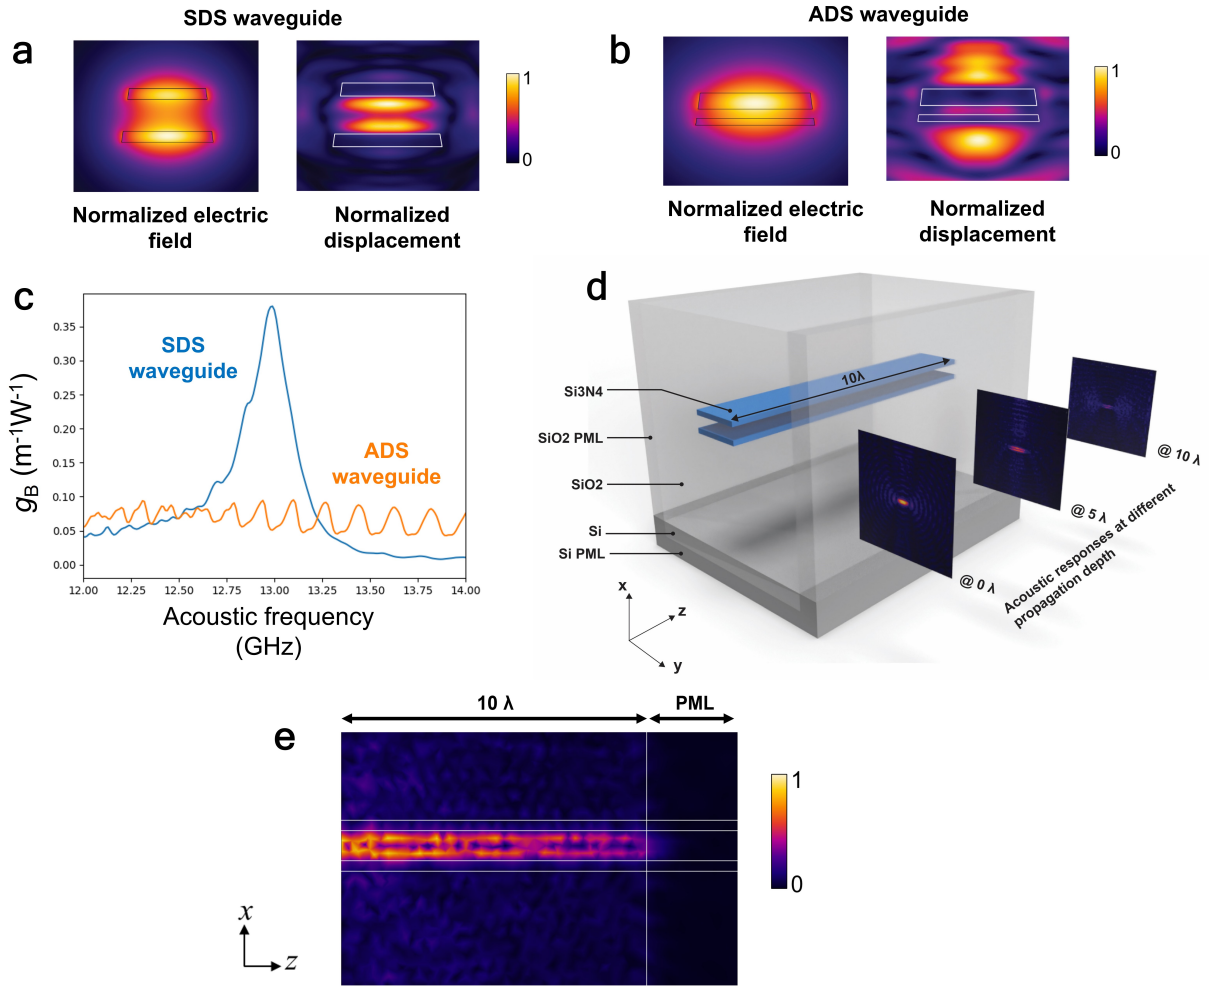 SDS waveguide
ADS waveguide
a
b
1
0
1
0
Normalized electric
field
Normalized
displacement
Normalized electric
field
Normalized
displacement
c
d
0.35
0.30
0.25
0.20
0.15
0.10
0.05
0.00
gB (m-1W-1)
SDS
waveguide
ADS
waveguide
12.00
12.25
12.50
12.75
13.00
13.25
13.50
13.75
14.00
Acoustic frequency
(GHz)
10λ
Si3N4
SiO2 PML
SiO2
Si
Si PML
@ 0 λ
@ 5 λ
@ 10 λ
Acoustic responses at different
propagation depth
x
z
y
10 λ
PML
e
1
0
x
z